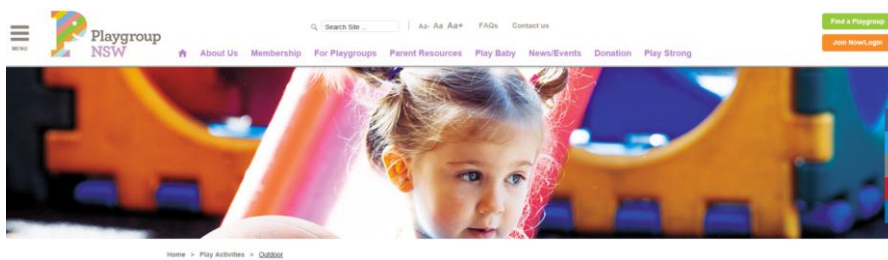 MENU
Playgroup
NSW
Search Site ...
Aa- Aa Aa+
FAQs
Contact us
Find a Playgroup
Join Now/Login
About Us
Membership
For Playgroups
Parent Resources
Play Baby
News/Events
Donation
Play Strong
Home > Play Activities > Outdoor